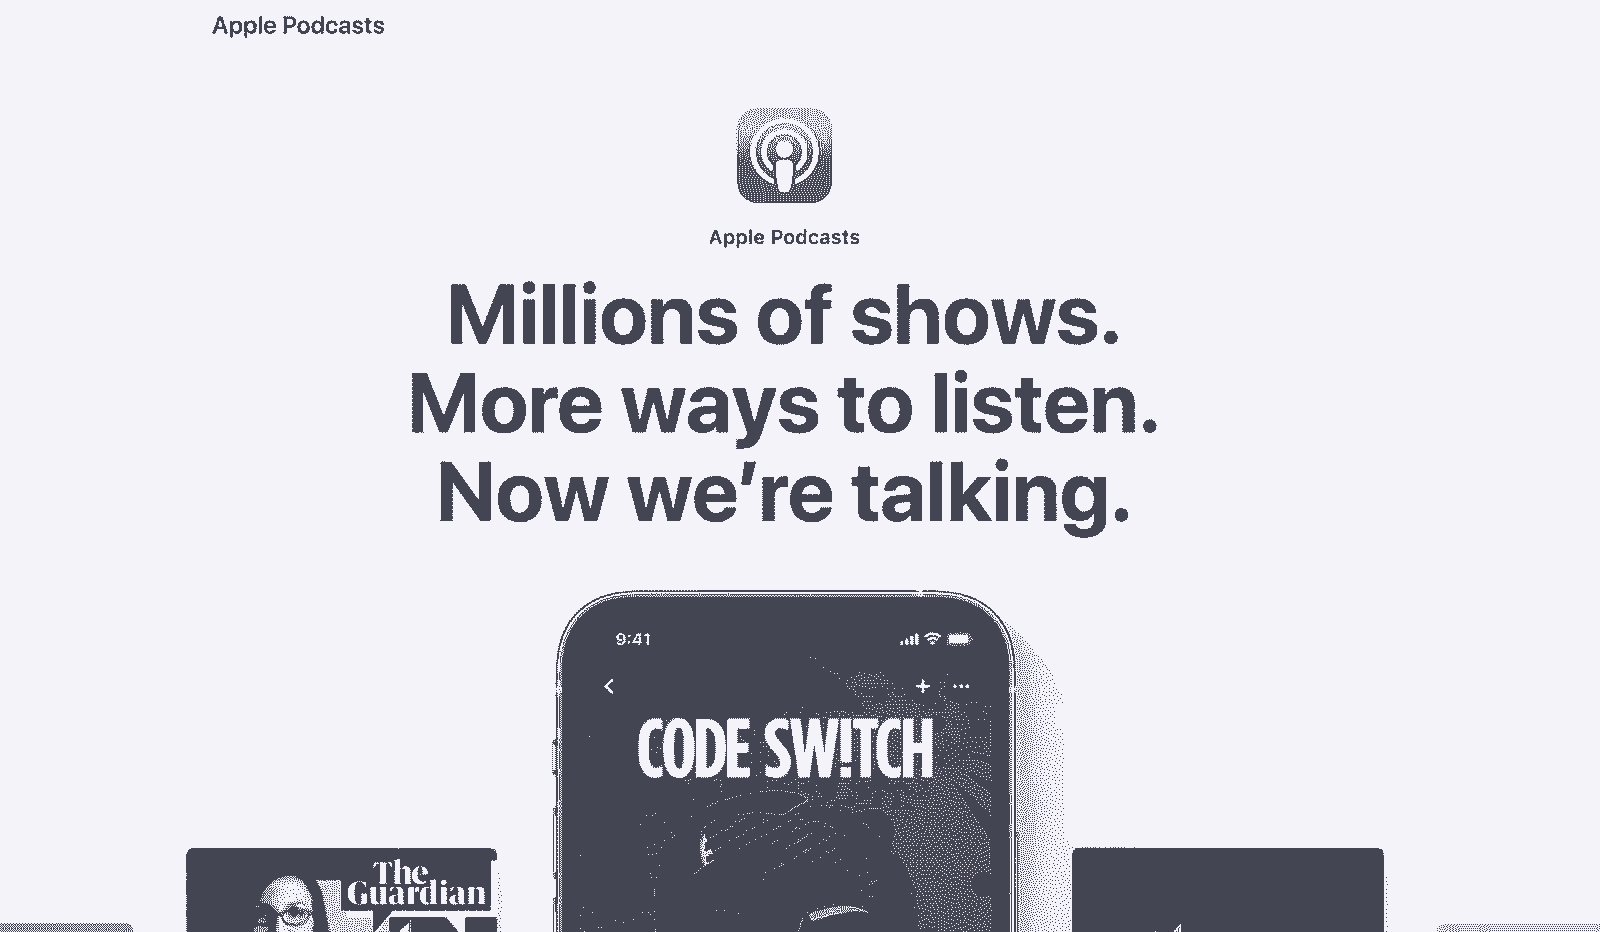 Apple Podcasts
Apple Podcasts
Millions of shows.
More ways to listen.
Now we’re talking.
9:41
CODE SW!TCH
The
Guardian